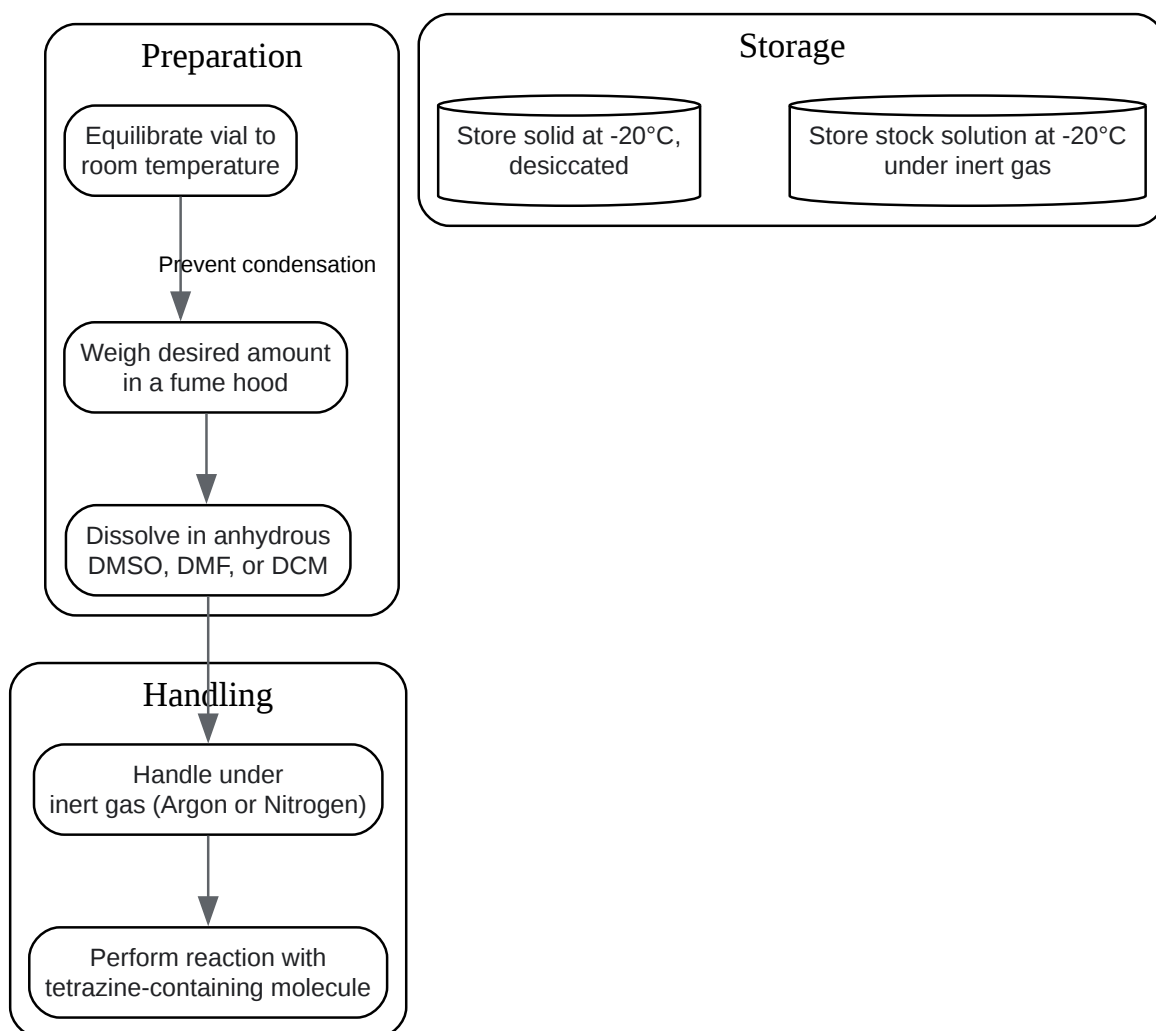 Preparation
Equilibrate vial to
room temperature
Prevent condensation
Weigh desired amount
in a fume hood
Dissolve in anhydrous
DMSO, DMF, or DCM
Handling
Handle under
inert gas (Argon or Nitrogen)
Perform reaction with
tetrazine-containing molecule
Storage
Store solid at -20°C,
desiccated
Store stock solution at -20°C
under inert gas